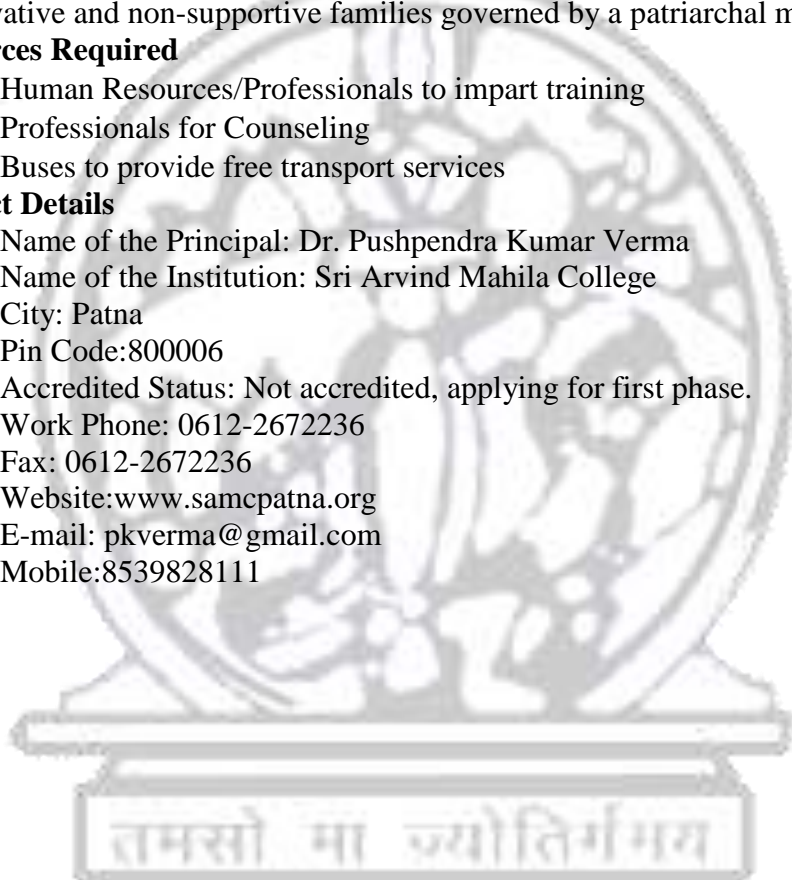 vative and non-supportive families governed by a patriarchal m
rces Required
Human Resources/Professionals to impart training
Professionals for Counseling
Buses to provide free transport services
ct Details
Name of the Principal: Dr. Pushpendra Kumar Verma
Name of the Institution: Sri Arvind Mahila College
City: Patna
Pin Code:800006
Accredited Status: Not accredited, applying for first phase.
Work Phone: 0612-2672236
Fax: 0612-2672236
Website:www.samcpatna.org
E-mail: pkverma@gmail.com
Mobile:8539828111
तमसो मा ज्योतिर्गमय